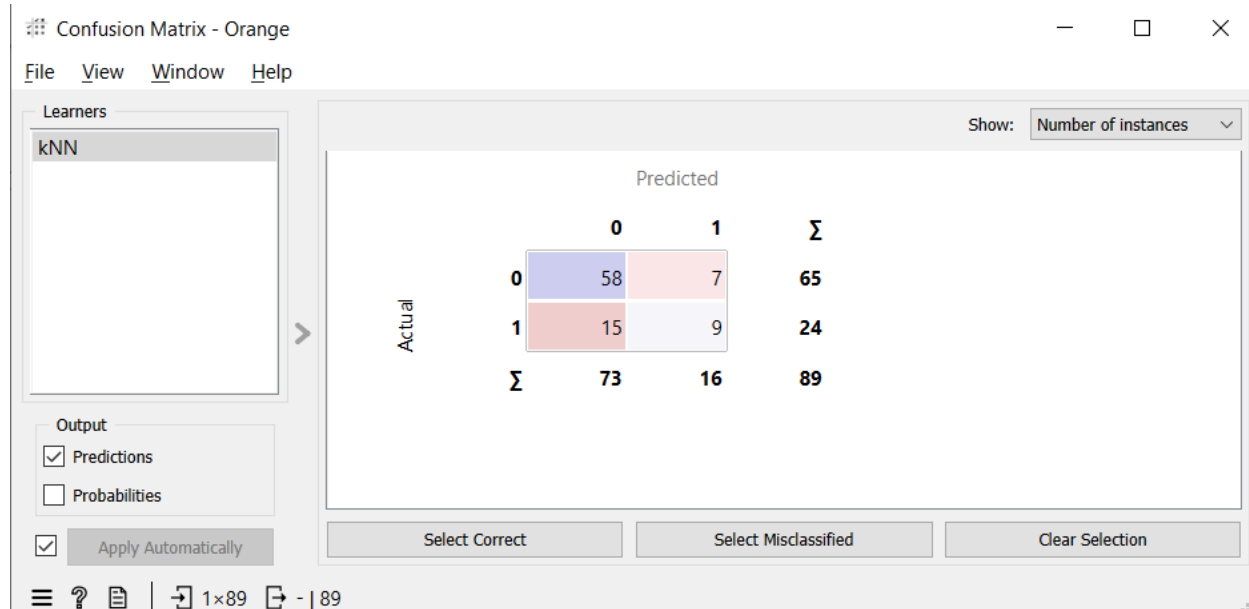 Confusion Matrix - Orange
File View Window Help
Learners
kNN
Show: Number of instances
Predicted
0 1 Σ
0 58 7 65
Actual
1 15 9 24
Σ 73 16 89
Output
Predictions
Probabilities
Apply Automatically
Select Correct Select Misclassified Clear Selection
1×89 - | 89